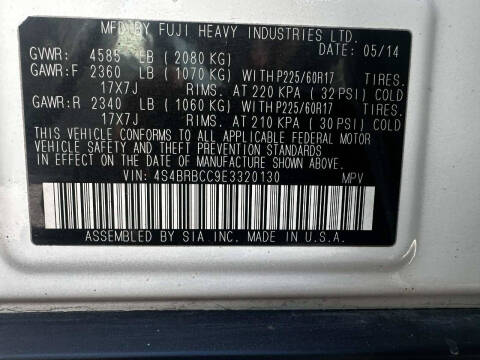 MFD BY FUJI HEAVY INDUSTRIES LTD.
GVWR: 4585 LB (2080 KG) DATE: 05/14
GAWR:F 2360 LB (1070 KG) WITH P225/60R17 TIRES.
17X7J RIMS. AT 220 KPA (32 PSI) COLD
GAWR:R 2340 LB (1060 KG) WITH P225/60R17 TIRES.
17X7J RIMS. AT 210 KPA (30 PSI) COLD
THIS VEHICLE CONFORMS TO ALL APPLICABLE FEDERAL MOTOR
VEHICLE SAFETY AND THEFT PREVENTION STANDARDS
IN EFFECT ON THE DATE OF MANUFACTURE SHOWN ABOVE.
VIN: 4S4BRBCC9E3320130 MPV
ASSEMBLED BY SIA INC. MADE IN U.S.A.